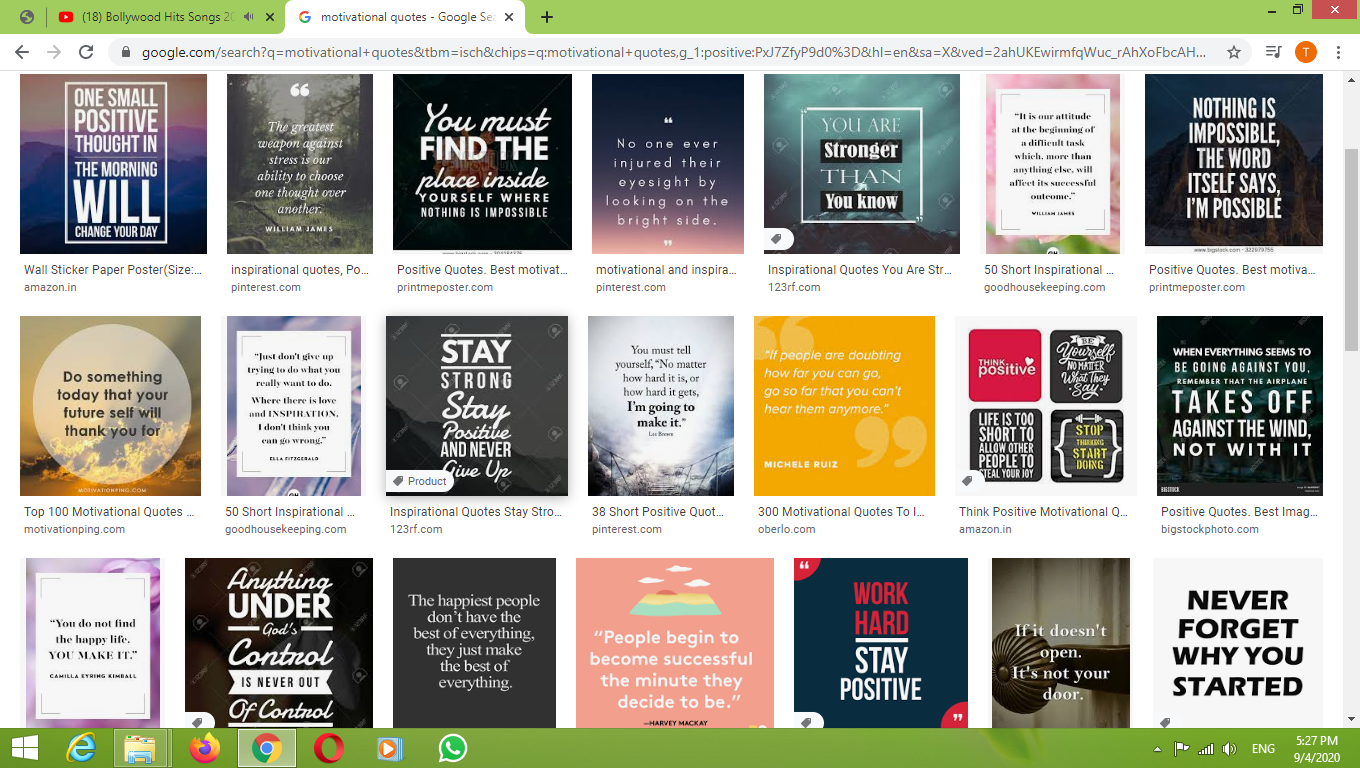 (18) Bollywood Hits Songs 20
motivational quotes - Google Sea
google.com/search?q=motivational+quotes&tbm=isch&chips=q:motivational+quotes,g_1:positive:PxJ7ZfyP9d0%3D&hl=en&sa=X&ved=2ahUKEwirmfqWuc_rAhXoFbcAH...
T
ONE SMALL
POSITIVE
THOUGHT IN
THE MORNING
WILL
CHANGE YOUR DAY
Wall Sticker Paper Poster(Size:...
amazon.in
The greatest
weapon against
stress is our
ability to choose
one thought over
another.
WILLIAM JAMES
inspirational quotes, Po...
pinterest.com
You must
FIND THE
place inside
YOURSELF WHERE
NOTHING IS IMPOSSIBLE
Positive Quotes. Best motivat...
printmeposter.com
No one ever
injured their
eyesight by
looking on the
bright side.
motivational and inspira...
pinterest.com
YOU ARE
Stronger
THAN
You know
Inspirational Quotes You Are Str...
123rf.com
“It is our attitude
at the beginning of
a difficult task
which, more than
anything else, will
affect its successful
outcome.”
WILLIAM JAMES
50 Short Inspirational ...
goodhousekeeping.com
NOTHING IS
IMPOSSIBLE,
THE WORD
ITSELF SAYS,
I'M POSSIBLE
www.bigstock.com - 322979755
Positive Quotes. Best motiva...
printmeposter.com
Do something
today that your
future self will
thank you for
MOTIVATIONPING.COM
Top 100 Motivational Quotes ...
motivationping.com
“Just don't give up
trying to do what you
really want to do.
Where there is love
and INSPIRATION,
I don't think you
can go wrong.”
ELLA FITZGERALD
50 Short Inspirational ...
goodhousekeeping.com
STAY
STRONG
Stay
Positive
AND NEVER
Give Up
Product
Inspirational Quotes Stay Stro...
123rf.com
You must tell
yourself, “No matter
how hard it is, or
how hard it gets,
I'm going to
make it.”
Les Brown
38 Short Positive Quot...
pinterest.com
“If people are doubting
how far you can go,
go so far that you can't
hear them anymore.”
MICHELE RUIZ
300 Motivational Quotes To I...
oberlo.com
THINK
positive
BE
Yourself
NO MATTER
What They
SAY.
LIFE IS TOO
SHORT TO
ALLOW OTHER
PEOPLE TO
STEAL YOUR JOY
STOP
THINKING
START
DOING
Think Positive Motivational Q...
amazon.in
WHEN EVERYTHING SEEMS TO
BE GOING AGAINST YOU,
REMEMBER THAT THE AIRPLANE
TAKES OFF
AGAINST THE WIND,
NOT WITH IT
BIGSTOCK
Positive Quotes. Best Imag...
bigstockphoto.com
“You do not find
the happy life.
YOU MAKE IT.”
CAMILLA EYRING KIMBALL
Anything
UNDER
God's
Control
IS NEVER OUT
Of Control
The happiest people
don't have the
best of everything,
they just make
the best of
everything.
“People begin to
become successful
the minute they
decide to be.”
—HARVEY MACKAY
WORK
HARD
STAY
POSITIVE
If it doesn't
open.
It's not your
door.
NEVER
FORGET
WHY YOU
STARTED
ENG
5:27 PM
9/4/2020